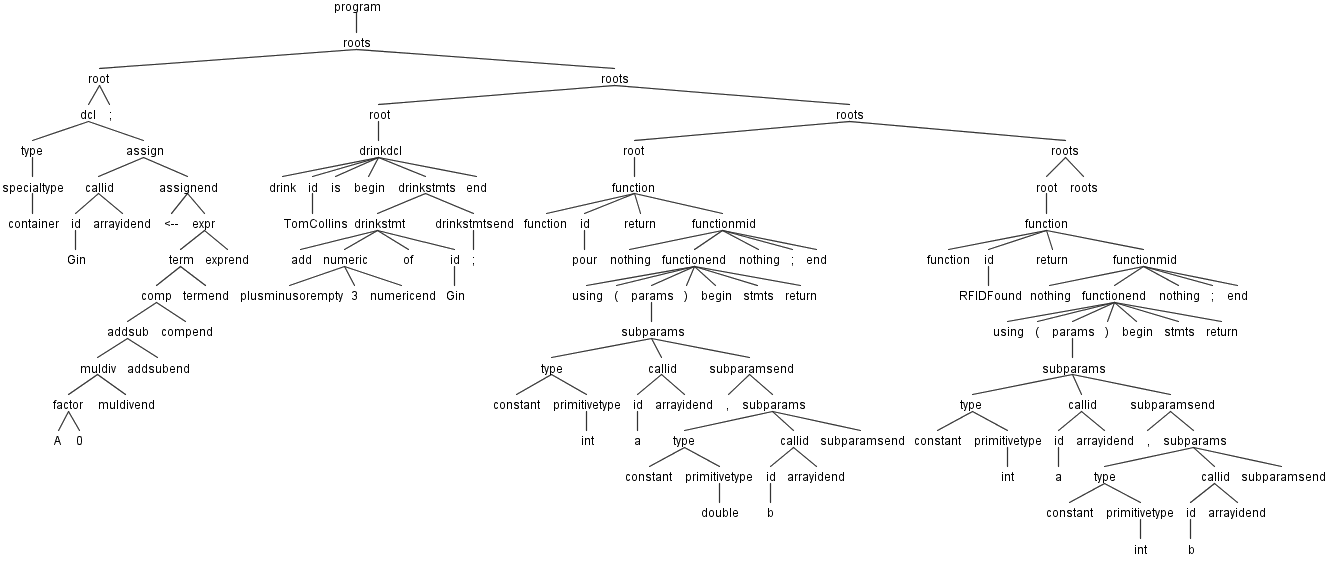 program
roots
root roots
dcl ; root roots
type assign drinkdcl root roots
specialtype callid assignend drink id is begin drinkstmts end function root roots
container id arrayidend <-- expr TomCollins drinkstmt drinkstmtsend function id return functionmid function
Gin term exprend add numeric of id ; pour nothing functionend nothing ; end function id return functionmid
comp termend plusminusorempty 3 numericend Gin using ( params ) begin stmts return RFIDFound nothing functionend nothing ; end
addsub compend subparams using ( params ) begin stmts return
muldiv addsubend type callid subparamsend subparams
factor muldivend constant primitivetype id arrayidend , subparams type callid subparamsend
A 0 int a type callid subparamsend constant primitivetype id arrayidend , subparams
constant primitivetype id arrayidend int a type callid subparamsend
double b constant primitivetype id arrayidend
int b